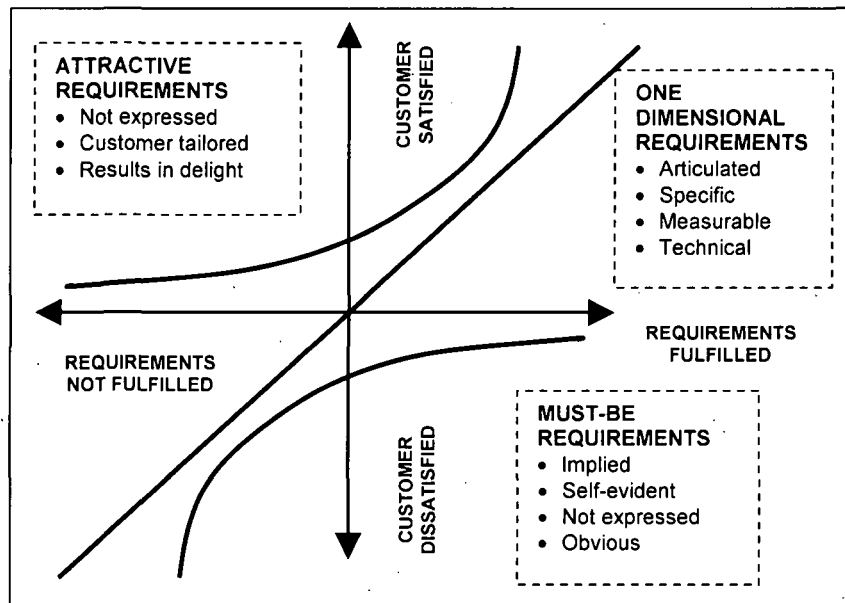 ATTRACTIVE
REQUIREMENTS
• Not expressed
• Customer tailored
• Results in delight
CUSTOMER
SATISFIED
ONE
DIMENSIONAL
REQUIREMENTS
• Articulated
• Specific
• Measurable
• Technical
REQUIREMENTS
NOT FULFILLED
REQUIREMENTS
FULFILLED
CUSTOMER
DISSATISFIED
MUST-BE
REQUIREMENTS
• Implied
• Self-evident
• Not expressed
• Obvious